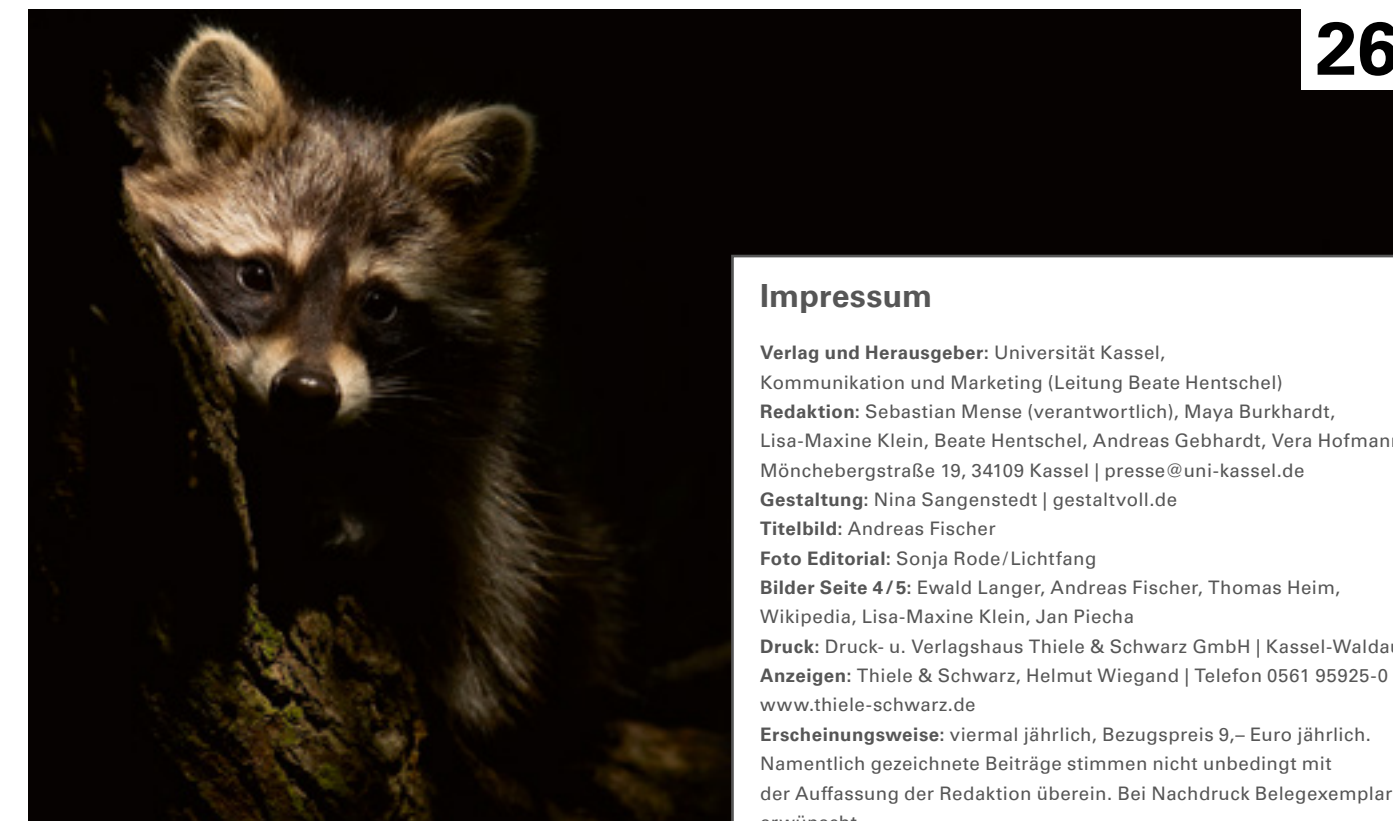 26
Impressum
Verlag und Herausgeber: Universität Kassel,
Kommunikation und Marketing (Leitung Beate Hentschel)
Redaktion: Sebastian Mense (verantwortlich), Maya Burkhardt,
Lisa-Maxine Klein, Beate Hentschel, Andreas Gebhardt, Vera Hofmann
Mönchebergstraße 19, 34109 Kassel | presse@uni-kassel.de
Gestaltung: Nina Sangenstedt | gestaltvoll.de
Titelbild: Andreas Fischer
Foto Editorial: Sonja Rode/Lichtfang
Bilder Seite 4/5: Ewald Langer, Andreas Fischer, Thomas Heim,
Wikipedia, Lisa-Maxine Klein, Jan Piecha
Druck: Druck- u. Verlagshaus Thiele & Schwarz GmbH | Kassel-Waldau
Anzeigen: Thiele & Schwarz, Helmut Wiegand | Telefon 0561 95925-0
www.thiele-schwarz.de
Erscheinungsweise: viermal jährlich, Bezugspreis 9,– Euro jährlich.
Namentlich gezeichnete Beiträge stimmen nicht unbedingt mit
der Auffassung der Redaktion überein. Bei Nachdruck Belegexemplar
erwünscht